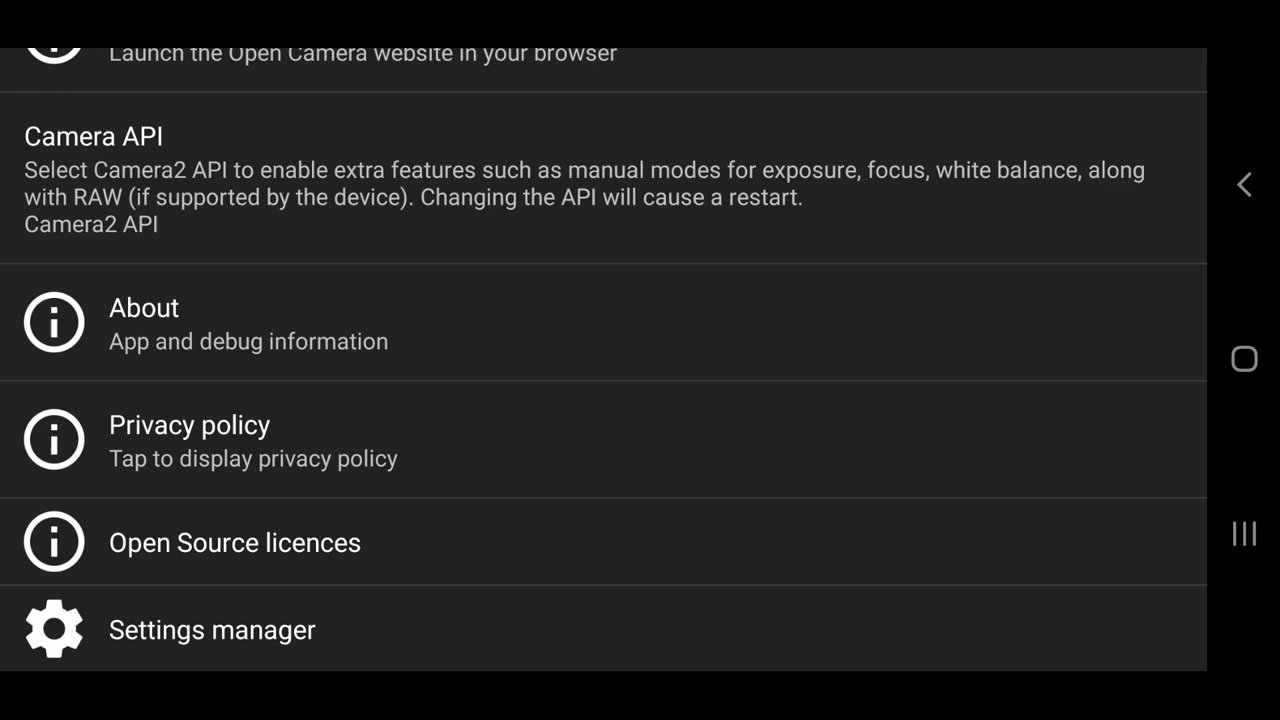 Launch the Open Camera website in your browser
Camera API
Select Camera2 API to enable extra features such as manual modes for exposure, focus, white balance, along
with RAW (if supported by the device). Changing the API will cause a restart.
Camera2 API
About
App and debug information
Privacy policy
Tap to display privacy policy
Open Source licences
Settings manager